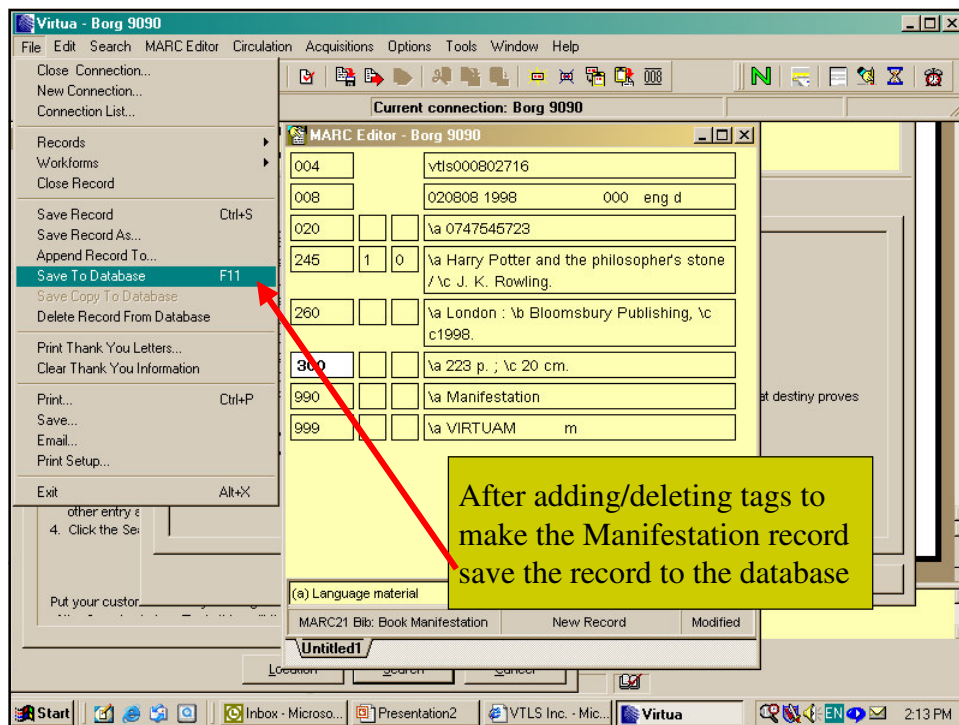 Virtua - Borg 9090
File Edit Search MARC Editor Circulation Acquisitions Options Tools Window Help
Close Connection...
New Connection...
Connection List...
Records
Workforms
Close Record
Save Record Ctrl+S
Save Record As...
Append Record To...
Save To Database F11
Save Copy To Database
Delete Record From Database
Print Thank You Letters...
Clear Thank You Information
Print... Ctrl+P
Save...
Email...
Print Setup...
Exit Alt+X
008
Current connection: Borg 9090
MARC Editor - Borg 9090
004 vtls000802716
008 020808 1998 000 eng d
020 \a 0747545723
245 1 0 \a Harry Potter and the philosopher's stone
/ \c J. K. Rowling.
260 \a London : \b Bloomsbury Publishing, \c
c1998.
300 \a 223 p. ; \c 20 cm.
990 \a Manifestation
999 \a VIRTUAM m
at destiny proves
After adding/deleting tags to
make the Manifestation record
save the record to the database
other entry
4. Click the
Put your
(a) Language material
MARC21 Bib: Book Manifestation New Record Modified
Untitled1
Location Search Cancel
Start Inbox - Microso... Presentation2 VTLS Inc. - Mic... Virtua EN 2:13 PM